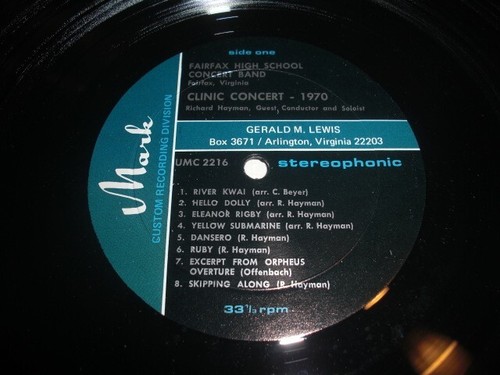 side one
FAIRFAX HIGH SCHOOL
CONCERT BAND
Fairfax, Virginia
CLINIC CONCERT - 1970
Richard Hayman, Guest Conductor and Soloist
GERALD M. LEWIS
Box 3671 / Arlington, Virginia 22203
UMC 2216
stereophonic
Mark
CUSTOM RECORDING DIVISION
1. RIVER KWAI (arr. C. Beyer)
2. HELLO DOLLY (arr. R. Hayman)
3. ELEANOR RIGBY (arr. R. Hayman)
4. YELLOW SUBMARINE (arr. R. Hayman)
5. DANSERO (R. Hayman)
6. RUBY (R. Hayman)
7. EXCERPT FROM ORPHEUS
OVERTURE (Offenbach)
8. SKIPPING ALONG (R. Hayman)
33 1/3 rpm